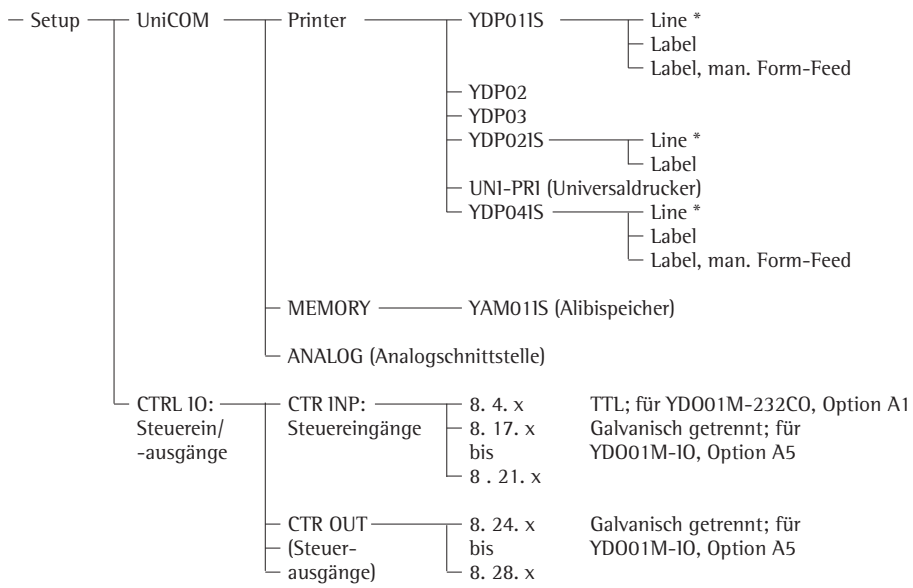 Setup UniCOM Printer YDP01IS Line *
Label
Label, man. Form-Feed
YDP02
YDP03
YDP02IS Line *
Label
UNI-PRI (Universaldrucker)
YDP04IS Line *
Label
Label, man. Form-Feed
MEMORY YAM01IS (Alibispeicher)
ANALOG (Analogschnittstelle)
CTRL IO: CTR INP: 8. 4. x TTL; für YDO01M-232CO, Option A1
Steuerein/ Steuereingänge 8. 17. x Galvanisch getrennt; für
-ausgänge bis YDO01M-IO, Option A5
8 . 21. x
CTR OUT 8. 24. x Galvanisch getrennt; für
(Steuer- bis YDO01M-IO, Option A5
ausgänge) 8. 28. x